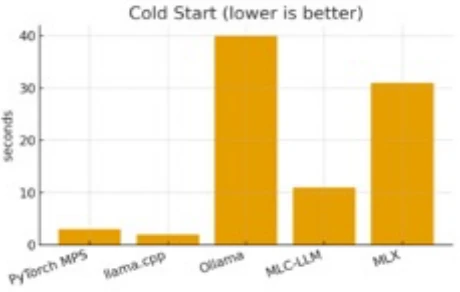 Cold Start (lower is better)
seconds
40
30
20
10
0
PyTorch MPS
llama.cpp
Ollama
MLC-LLM
MLX